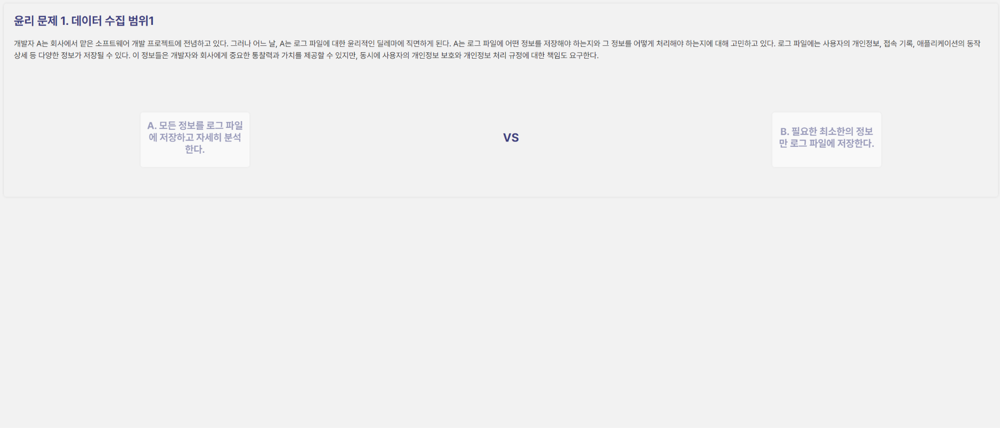 윤리 문제 1. 데이터 수집 범위1
개발자 A는 회사에서 맡은 소프트웨어 개발 프로젝트에 전념하고 있다. 그러나 어느 날, A는 로그 파일에 대한 윤리적인 딜레마에 직면하게 된다. A는 로그 파일에 어떤 정보를 저장해야 하는지와 그 정보를 어떻게 처리해야 하는지에 대해 고민하고 있다. 로그 파일에는 사용자의 개인정보, 접속 기록, 애플리케이션의 동작
상세 등 다양한 정보가 저장될 수 있다. 이 정보들은 개발자와 회사에게 중요한 통찰력과 가치를 제공할 수 있지만, 동시에 사용자의 개인정보 보호와 개인정보 처리 규정에 대한 책임도 요구한다.
A. 모든 정보를 로그 파일
에 저장하고 자세히 분석
한다.
VS
B. 필요한 최소한의 정보
만 로그 파일에 저장한다.